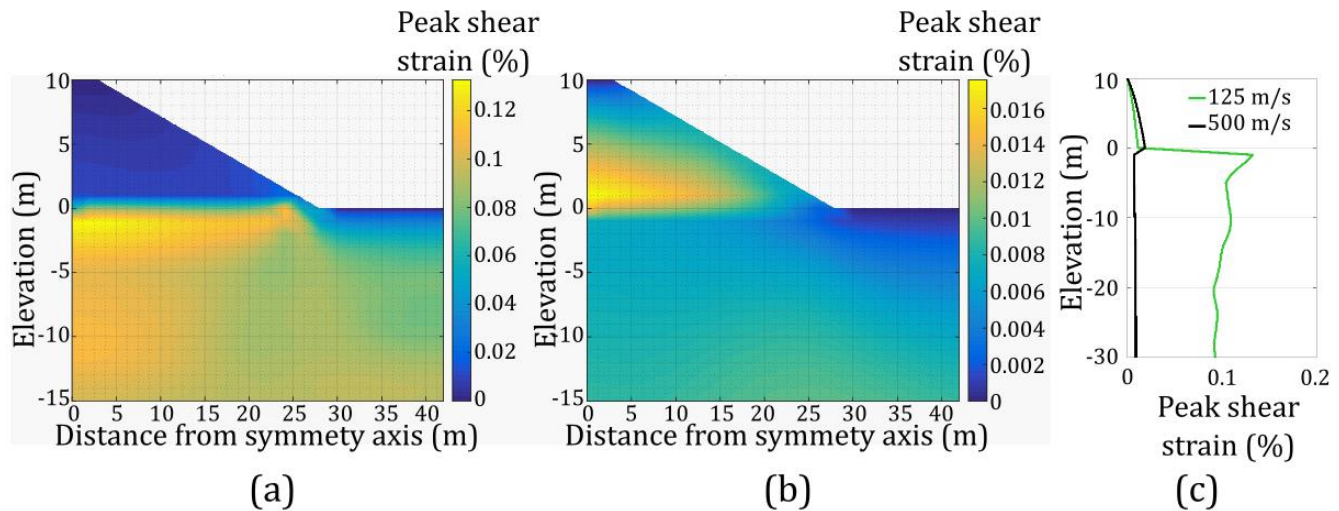 Peak shear
strain (%)
10
5
0
-5
-10
-15
Elevation (m)
0 5 10 15 20 25 30 35 40
Distance from symmety axis (m)
0.12
0.1
0.08
0.06
0.04
0.02
0
(a)
Peak shear
strain (%)
10
5
0
-5
-10
-15
Elevation (m)
0 5 10 15 20 25 30 35 40
Distance from symmety axis (m)
0.016
0.014
0.012
0.01
0.008
0.006
0.004
0.002
0
(b)
10
0
-10
-20
-30
Elevation (m)
125 m/s
500 m/s
0 0.1 0.2
Peak shear
strain (%)
(c)